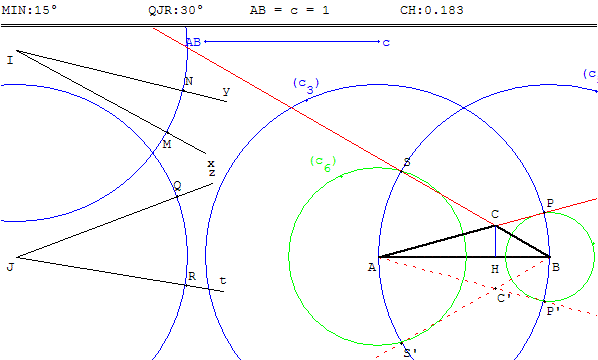 MIN:15° QJR:30° AB = c = 1 CH:0.183
AB c
I
N
y
(c3)
(c
M
x
z
(c6)
S
Q
P
C
J
A
H
B
R
t
C'
P'
S'